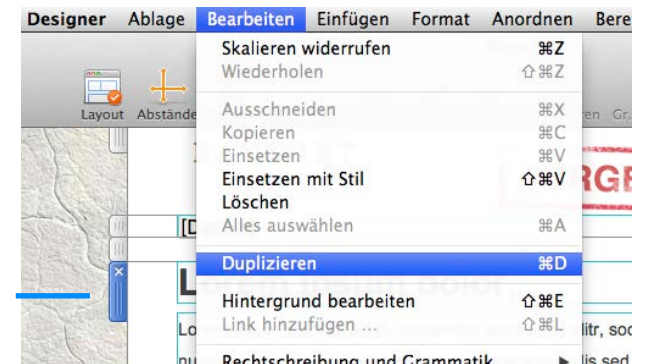 Designer Ablage Bearbeiten Einfügen Format Anordnen Bere
Skalieren widerrufen ⌘Z
Wiederholen ⇧⌘Z
Layout Abstände
Ausschneiden ⌘X
Kopieren ⌘C
Einsetzen ⌘V
Einsetzen mit Stil ⇧⌘V
Löschen
Alles auswählen ⌘A
Duplizieren ⌘D
Hintergrund bearbeiten ⇧⌘E
Link hinzufügen ... ⇧⌘L
Rechtschreibung und Grammatik ▶